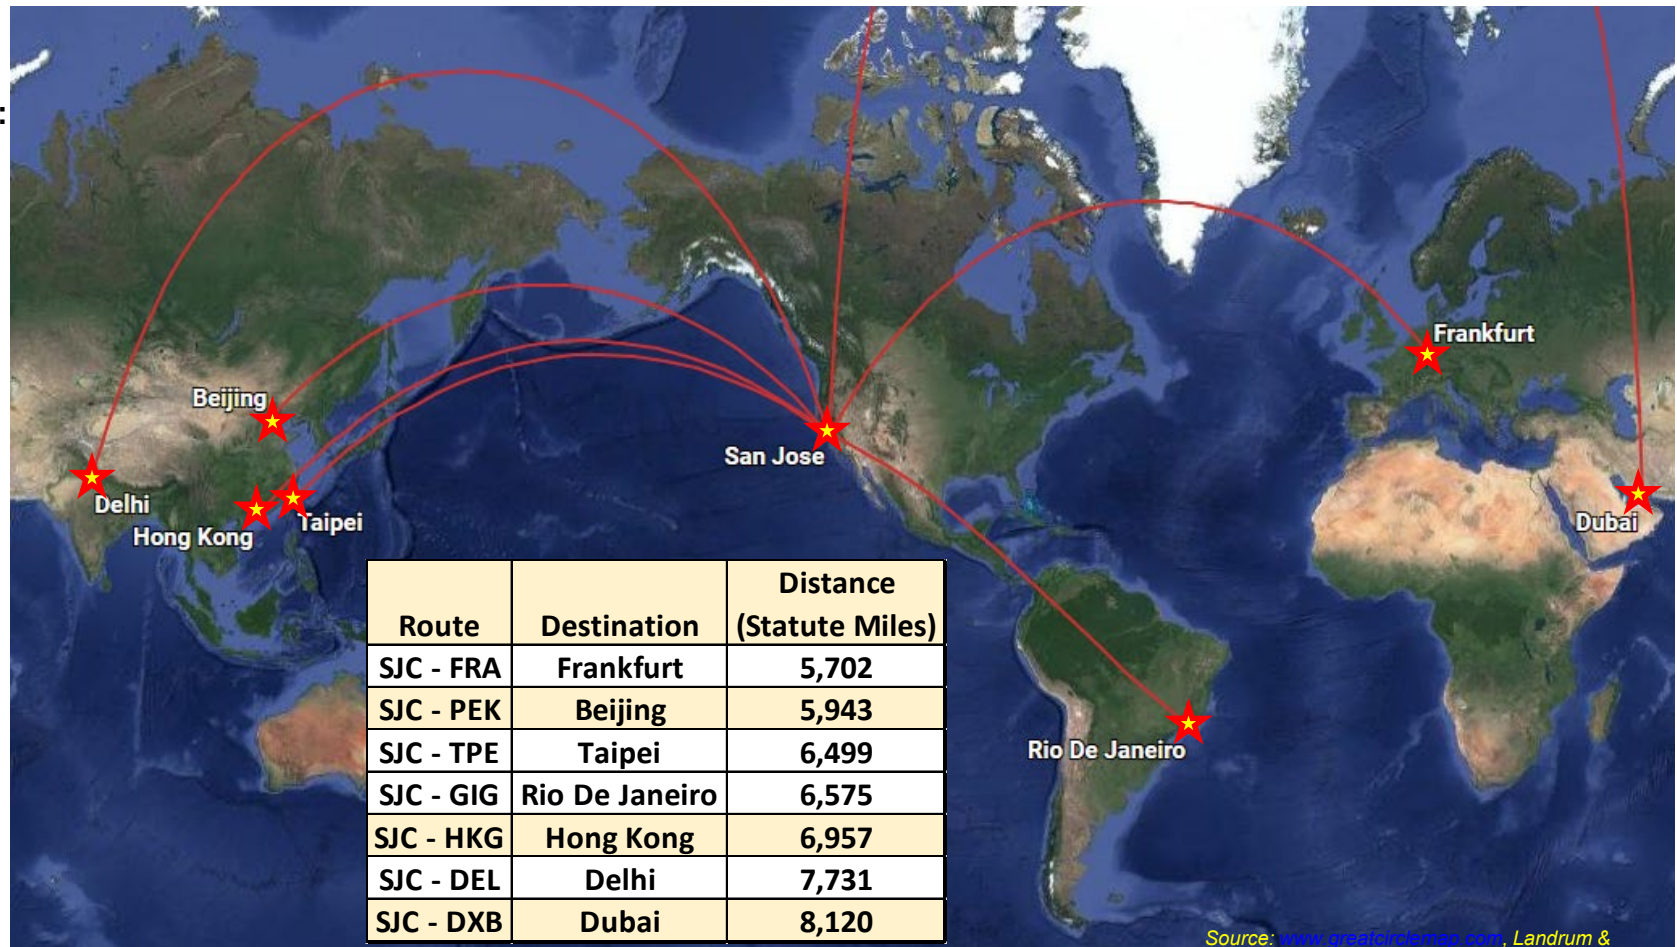 :
Frankfurt
Beijing
San Jose
Delhi
Taipei
Dubai
Hong Kong
Rio De Janeiro
Route Destination Distance (Statute Miles)
SJC - FRA Frankfurt 5,702
SJC - PEK Beijing 5,943
SJC - TPE Taipei 6,499
SJC - GIG Rio De Janeiro 6,575
SJC - HKG Hong Kong 6,957
SJC - DEL Delhi 7,731
SJC - DXB Dubai 8,120
Source: www.greatcirclemap.com, Landrum &